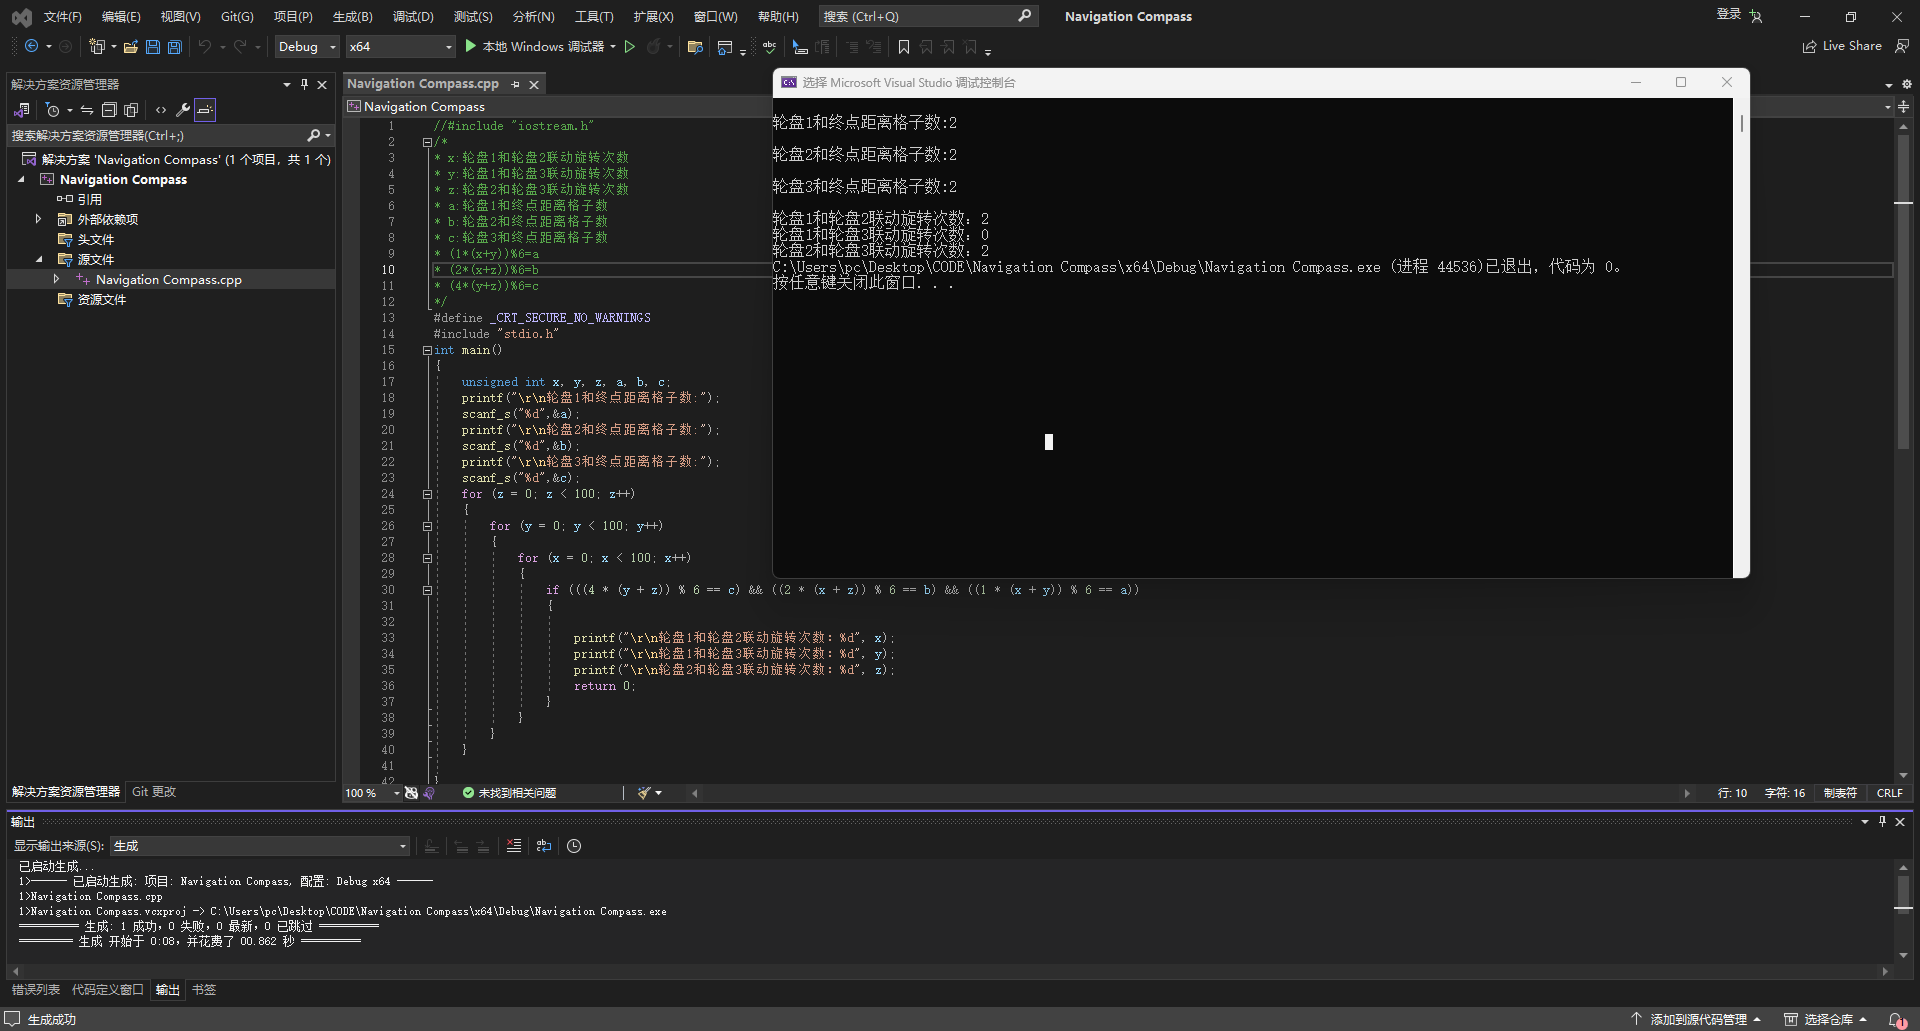 文件(F) 编辑(E) 视图(V) Git(G) 项目(P) 生成(B) 调试(D) 测试(S) 分析(N) 工具(T) 扩展(X) 窗口(W) 帮助(H) 搜索 (Ctrl+Q) Navigation Compass 登录
Debug x64 本地 Windows 调试器 Live Share
解决方案资源管理器
搜索解决方案资源管理器(Ctrl+;)
解决方案 'Navigation Compass' (1 个项目，共 1 个)
Navigation Compass
引用
外部依赖项
头文件
源文件
Navigation Compass.cpp
资源文件
解决方案资源管理器 Git 更改
Navigation Compass.cpp
Navigation Compass
1 //#include "iostream.h"
2 /*
3 * x:轮盘1和轮盘2联动旋转次数
4 * y:轮盘1和轮盘3联动旋转次数
5 * z:轮盘2和轮盘3联动旋转次数
6 * a:轮盘1和终点距离格子数
7 * b:轮盘2和终点距离格子数
8 * c:轮盘3和终点距离格子数
9 * (1*(x+y))%6=a
10 * (2*(x+z))%6=b
11 * (4*(y+z))%6=c
12 */
13 #define _CRT_SECURE_NO_WARNINGS
14 #include "stdio.h"
15 int main()
16 {
17 unsigned int x, y, z, a, b, c;
18 printf("\r\n轮盘1和终点距离格子数:");
19 scanf_s("%d",&a);
20 printf("\r\n轮盘2和终点距离格子数:");
21 scanf_s("%d",&b);
22 printf("\r\n轮盘3和终点距离格子数:");
23 scanf_s("%d",&c);
24 for (z = 0; z < 100; z++)
25 {
26 for (y = 0; y < 100; y++)
27 {
28 for (x = 0; x < 100; x++)
29 {
30 if (((4 * (y + z)) % 6 == c) && ((2 * (x + z)) % 6 == b) && ((1 * (x + y)) % 6 == a))
31 {
32
33 printf("\r\n轮盘1和轮盘2联动旋转次数: %d", x);
34 printf("\r\n轮盘1和轮盘3联动旋转次数: %d", y);
35 printf("\r\n轮盘2和轮盘3联动旋转次数: %d", z);
36 return 0;
37 }
38 }
39 }
40 }
41
42 }
选择 Microsoft Visual Studio 调试控制台
轮盘1和终点距离格子数:2
轮盘2和终点距离格子数:2
轮盘3和终点距离格子数:2
轮盘1和轮盘2联动旋转次数: 2
轮盘1和轮盘3联动旋转次数: 0
轮盘2和轮盘3联动旋转次数: 2
C:\Users\pc\Desktop\CODE\Navigation Compass\x64\Debug\Navigation Compass.exe (进程 44536)已退出，代码为 0。
按任意键关闭此窗口. . .
100 % 未找到相关问题 行: 10 字符: 16 制表符 CRLF
输出
显示输出来源(S): 生成
已启动生成...
1>------ 已启动生成: 项目: Navigation Compass, 配置: Debug x64 ------
1>Navigation Compass.cpp
1>Navigation Compass.vcxproj -> C:\Users\pc\Desktop\CODE\Navigation Compass\x64\Debug\Navigation Compass.exe
========== 生成: 1 成功，0 失败，0 最新，0 已跳过 ==========
========= 生成 开始于 0:08，并花费了 00.862 秒 ==========
错误列表 代码定义窗口 输出 书签
生成成功 添加到源代码管理 选择仓库 1